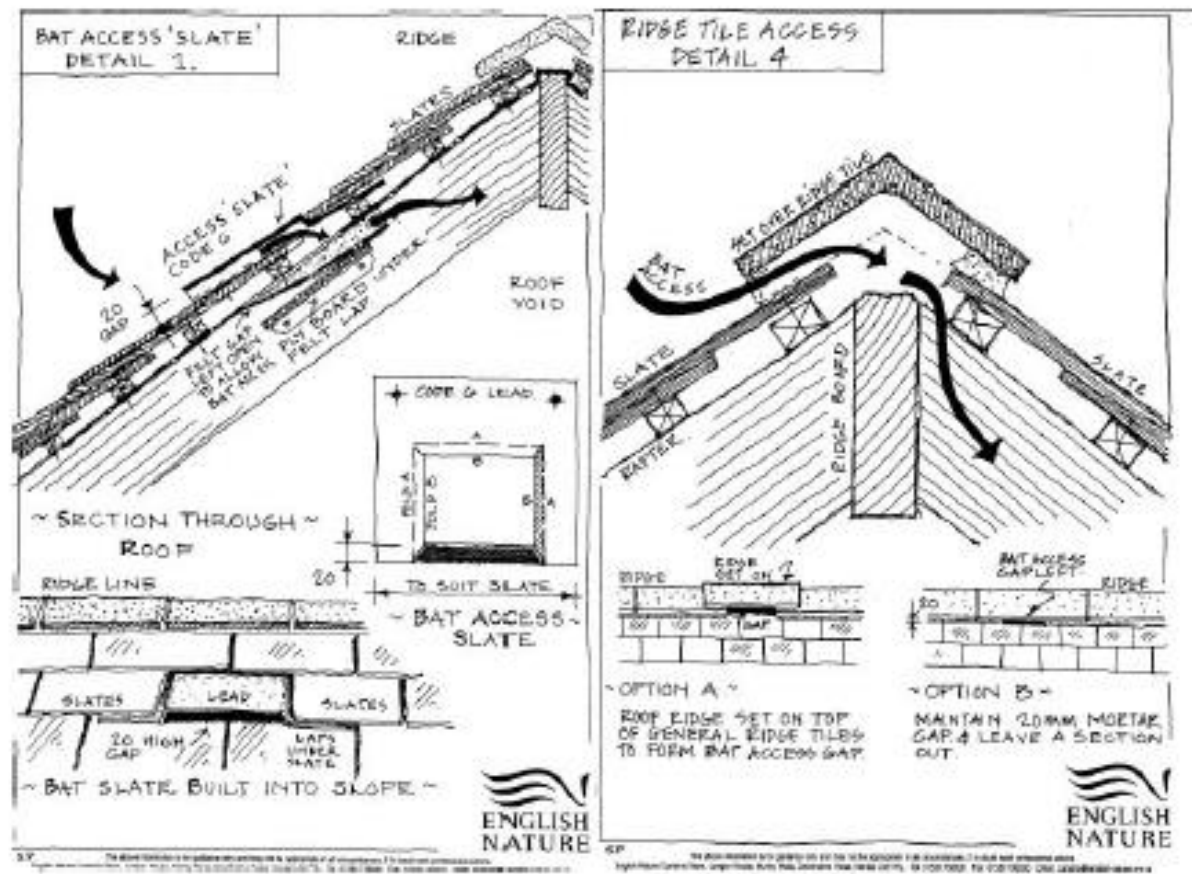 BAT ACCESS 'SLATE'
DETAIL 1.
RIDGE
SLATES
ACCESS 'SLATE'
CODE 6
20
GAP
FELT GAP
LEFT OPEN
TO ALLOW
BAT ACCESS
PLY BOARD UNDER
FELT LAP
ROOF
VOID
CODE 6 LEAD
A
B
FOLD A
FOLD B
B
A
20
TO SUIT SLATE
~ BAT ACCESS ~
SLATE
~ SECTION THROUGH ~
ROOF
RIDGE LINE
SLATES
LEAD
SLATES
20 HIGH
GAP
LAPS
UNDER
SLATE
~ BAT SLATE BUILT INTO SLOPE ~
ENGLISH
NATURE
RIDGE TILE ACCESS
DETAIL 4
SET OVER RIDGE TILE
BAT
ACCESS
SLATE
RAFTER
RIDGE BOARD
SLATE
RIDGE
RIDGE
SET ON
GAP
BAT ACCESS
GAP LEFT
RIDGE
20
~ OPTION A ~
ROOF RIDGE SET ON TOP
OF GENERAL RIDGE TILES
TO FORM BAT ACCESS GAP.
~ OPTION B ~
MAINTAIN 20MM MORTAR
GAP & LEAVE A SECTION
OUT.
ENGLISH
NATURE